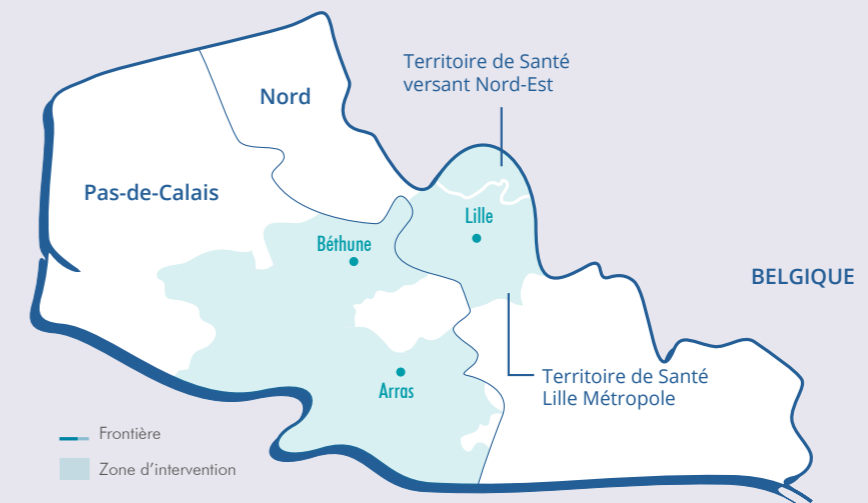 Territoire de Santé
versant Nord-Est
Nord
Pas-de-Calais
Lille
Béthune
BELGIQUE
Arras
Territoire de Santé
Lille Métropole
Frontière
Zone d’intervention